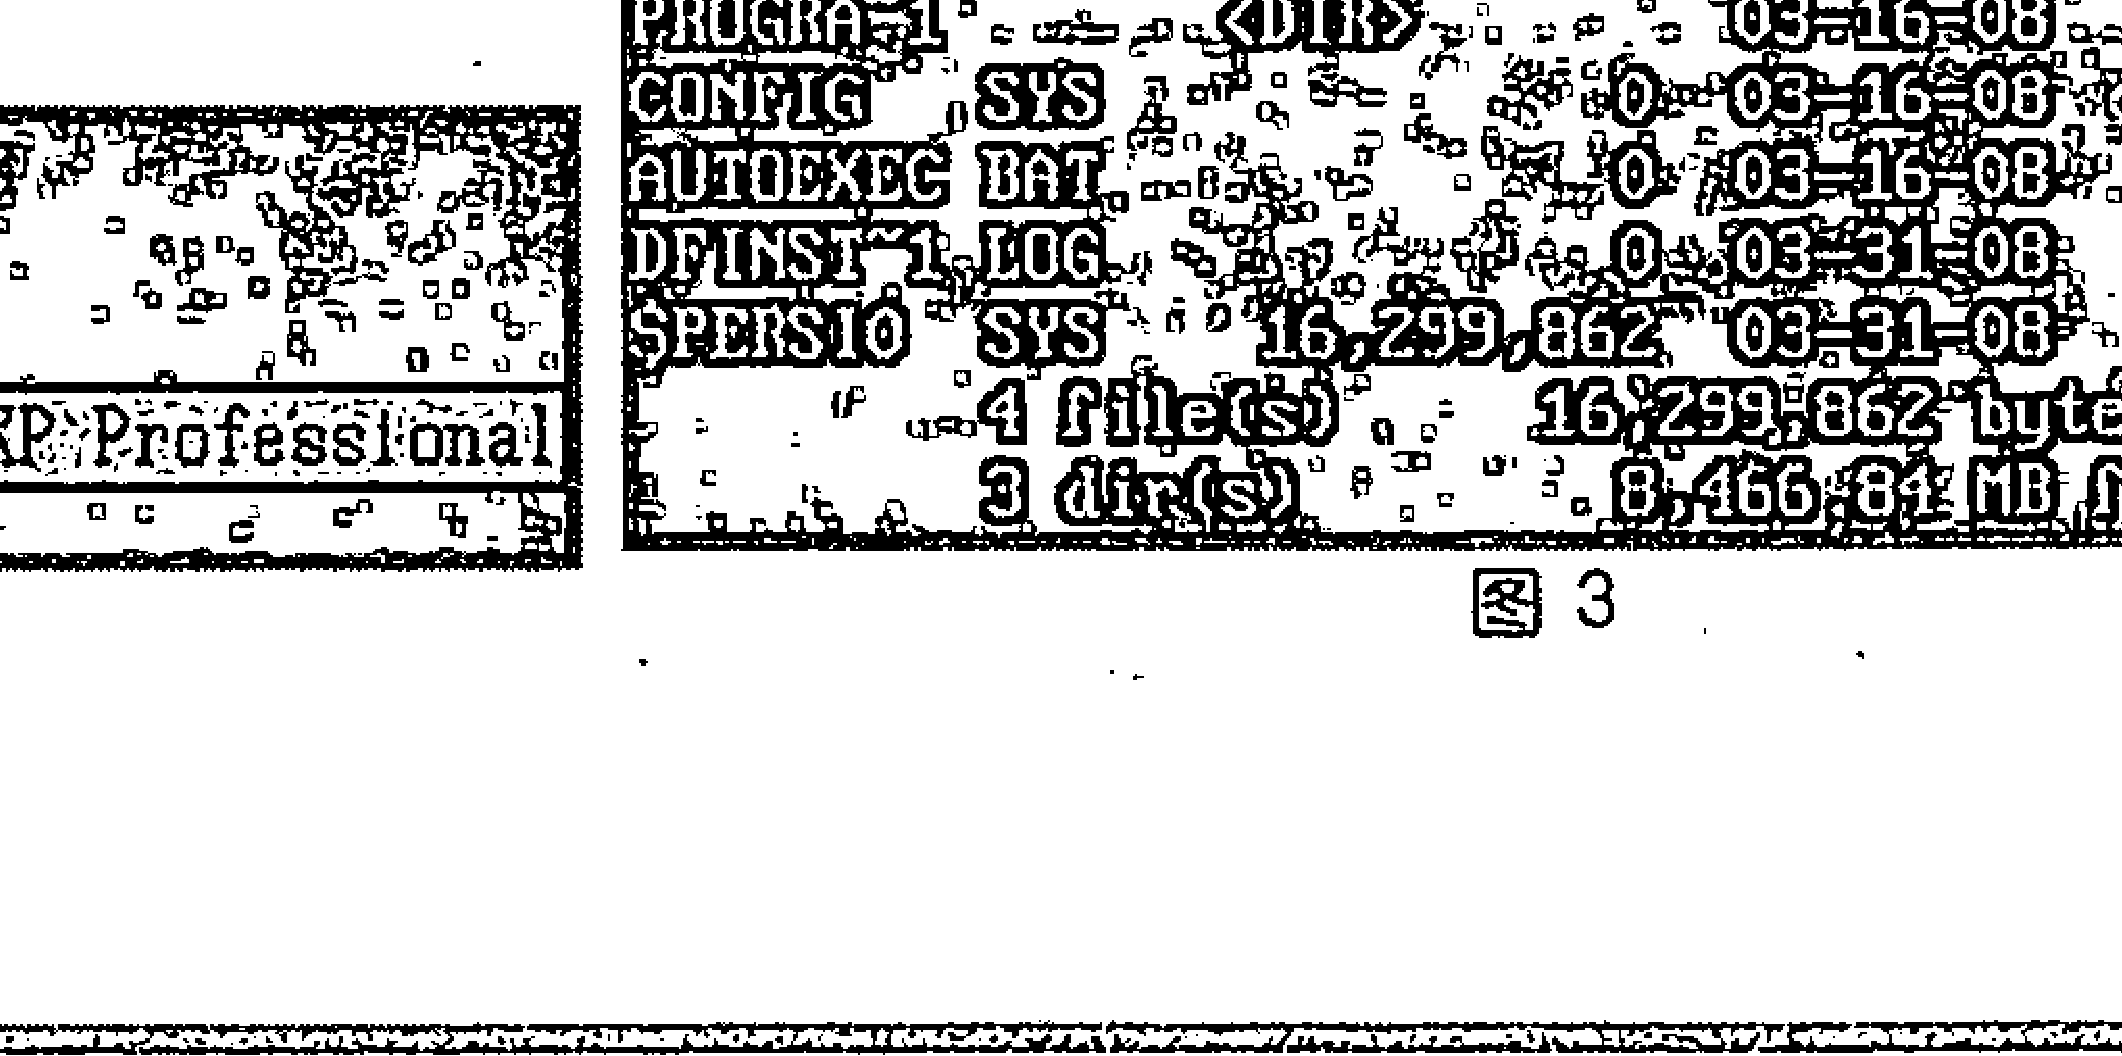 XP Professional
PROGRA~1 <DIR> 03-16-08
CONFIG SYS 0 03-16-08
AUTOEXEC BAT 0 03-16-08
DFINST~1 LOG 0 03-31-08
$PERSI0 SYS 16,299,862 03-31-08
4 file(s) 16,299,862 byte
3 dir(s) 8,466.84 MB
图 3